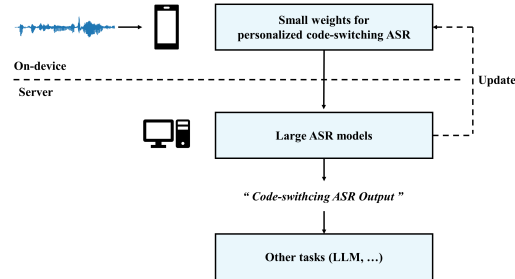 Small weights for
personalized code-switching ASR
On-device
Server
Update
Large ASR models
“ Code-swithcing ASR Output ”
Other tasks (LLM, …)